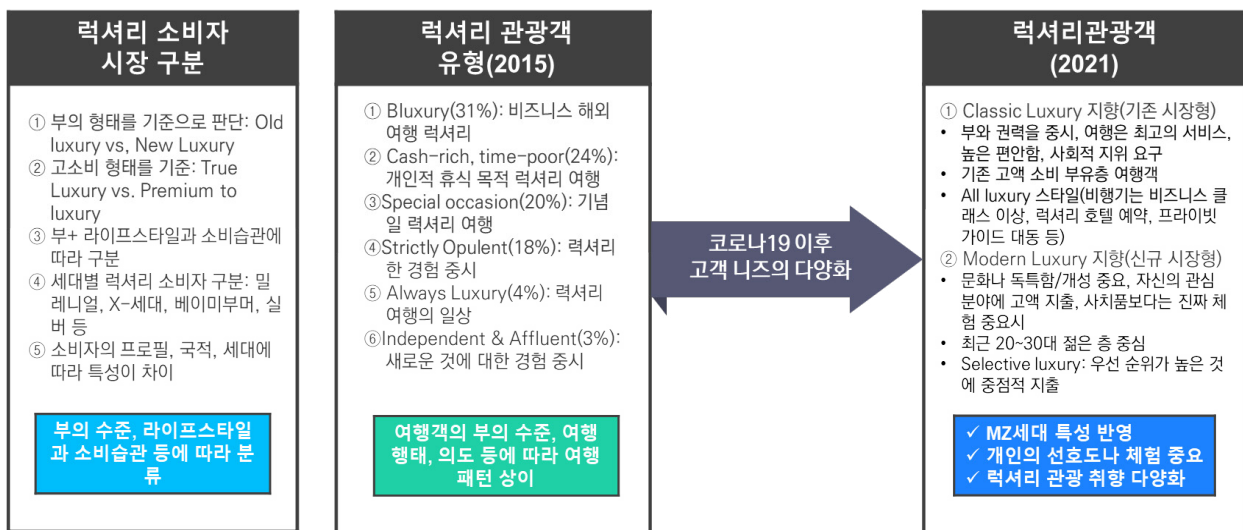 럭셔리 소비자
시장 구분
① 부의 형태를 기준으로 판단: Old
luxury vs, New Luxury
② 고소비 형태를 기준: True
Luxury vs. Premium to
luxury
③ 부+ 라이프스타일과 소비습관에
따라 구분
④ 세대별 럭셔리 소비자 구분: 밀
레니얼, X-세대, 베이미부머, 실
버 등
⑤ 소비자의 프로필, 국적, 세대에
따라 특성이 차이
부의 수준, 라이프스타일
과 소비습관 등에 따라 분
류
럭셔리 관광객
유형(2015)
① Bluxury(31%): 비즈니스 해외
여행 럭셔리
② Cash-rich, time-poor(24%):
개인적 휴식 목적 럭셔리 여행
③Special occasion(20%): 기념
일 력셔리 여행
④Strictly Opulent(18%): 력셔리
한 경험 중시
⑤ Always Luxury(4%): 력셔리
여행의 일상
⑥Independent & Affluent(3%):
새로운 것에 대한 경험 중시
여행객의 부의 수준, 여행
행태, 의도 등에 따라 여행
패턴 상이
코로나19 이후
고객 니즈의 다양화
럭셔리관광객
(2021)
① Classic Luxury 지향(기존 시장형)
• 부와 권력을 중시, 여행은 최고의 서비스,
높은 편안함, 사회적 지위 요구
• 기존 고액 소비 부유층 여행객
• All luxury 스타일(비행기는 비즈니스 클
래스 이상, 럭셔리 호텔 예약, 프라이빗
가이드 대동 등)
② Modern Luxury 지향(신규 시장형)
• 문화나 독특함/개성 중요, 자신의 관심
분야에 고액 지출, 사치품보다는 진짜 체
험 중요시
• 최근 20~30대 젊은 층 중심
• Selective luxury: 우선 순위가 높은 것
에 중점적 지출
✓ MZ세대 특성 반영
✓ 개인의 선호도나 체험 중요
✓ 럭셔리 관광 취향 다양화